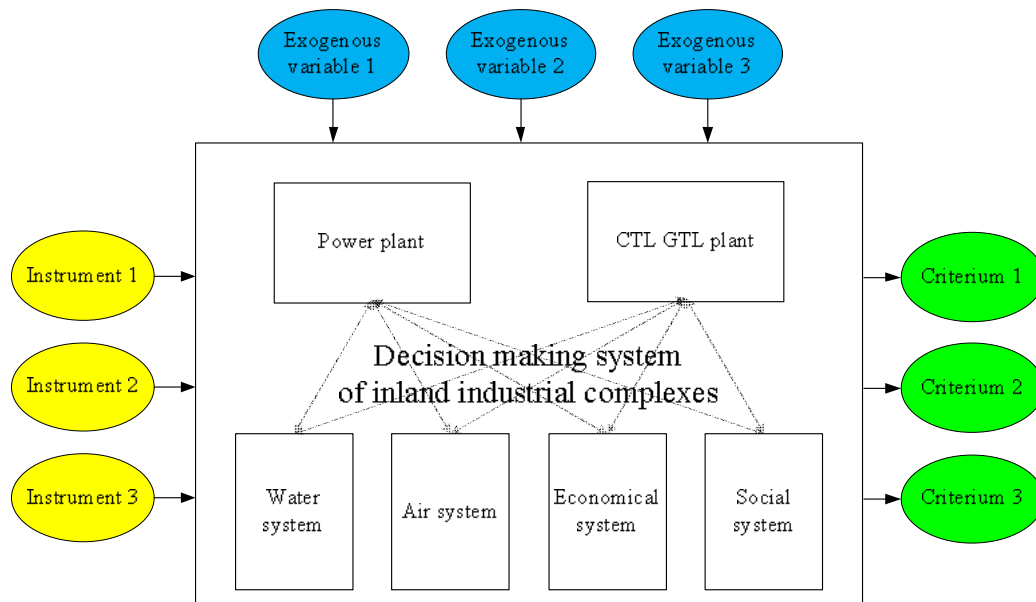 Exogenous
variable 1
Exogenous
variable 2
Exogenous
variable 3
Power plant
CTL GTL plant
Instrument 1
Criterium 1
Decision making system
of inland industrial complexes
Instrument 2
Criterium 2
Instrument 3
Criterium 3
Water
system
Air system
Economical
system
Social
system